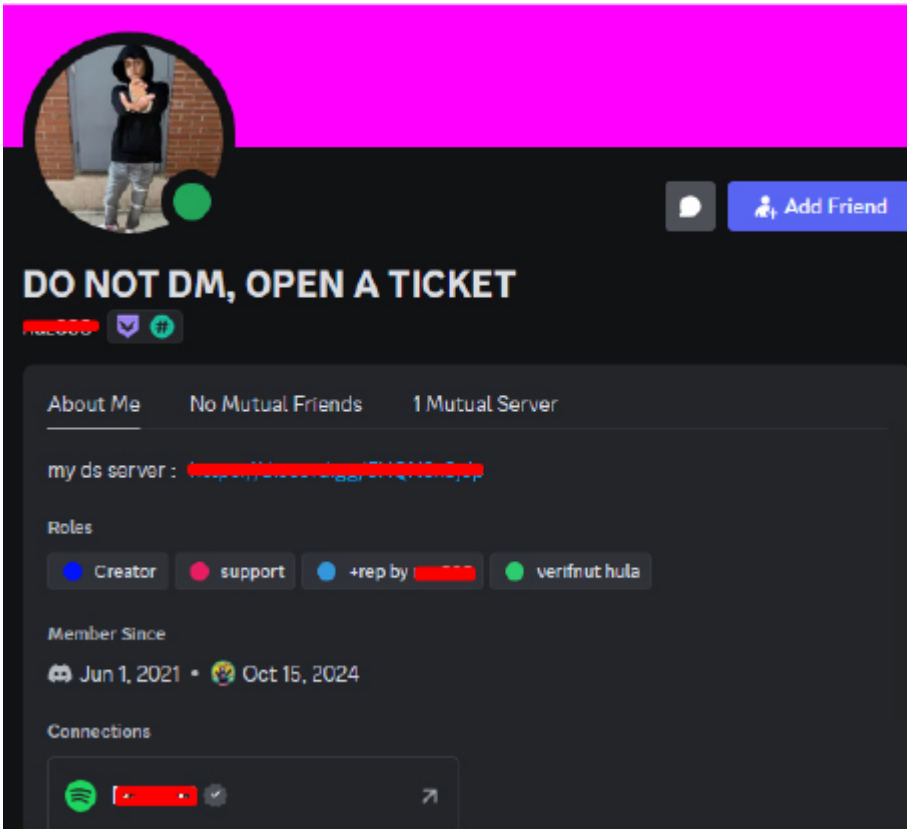 Add Friend
DO NOT DM, OPEN A TICKET
#
About Me No Mutual Friends 1 Mutual Server
my ds server :
Roles
Creator support +rep by verifnut hula
Member Since
Jun 1, 2021 • Oct 15, 2024
Connections